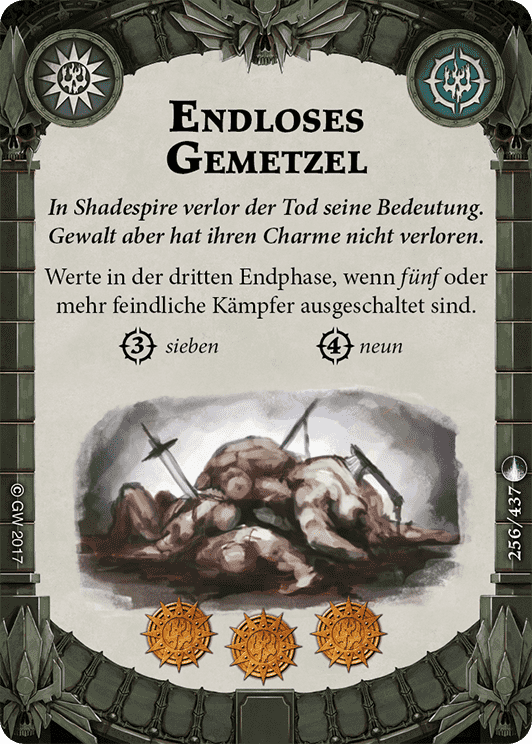 Endloses
Gemetzel
In Shadespire verlor der Tod seine Bedeutung.
Gewalt aber hat ihren Charme nicht verloren.
Werte in der dritten Endphase, wenn fünf oder
mehr feindliche Kämpfer ausgeschaltet sind.
3 sieben
4 neun
© GW 2017
256/437